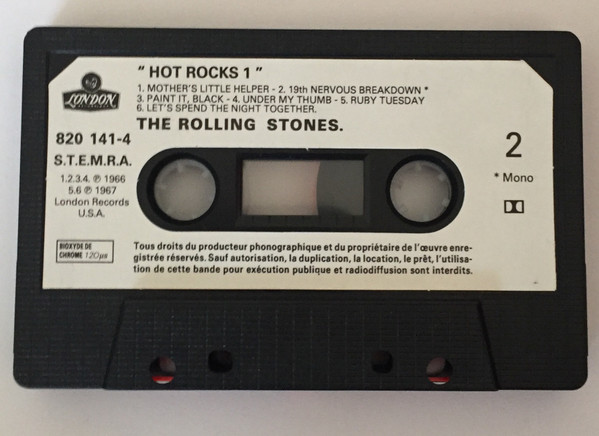 " HOT ROCKS 1 "
1. MOTHER'S LITTLE HELPER - 2. 19th NERVOUS BREAKDOWN *
3. PAINT IT, BLACK - 4. UNDER MY THUMB - 5. RUBY TUESDAY
6. LET'S SPEND THE NIGHT TOGETHER.
THE ROLLING STONES.
LONDON
820 141-4
S.T.E.M.R.A.
1.2.3.4. ℗ 1966
5.6 ℗ 1967
London Records
U.S.A.
2
* Mono
BIOXYDE DE
CHROME 120µs
Tous droits du producteur phonographique et du propriétaire de l'œuvre enre-
gistrée réservés. Sauf autorisation, la duplication, la location, le prêt, l'utilisa-
tion de cette bande pour exécution publique et radiodiffusion sont interdits.